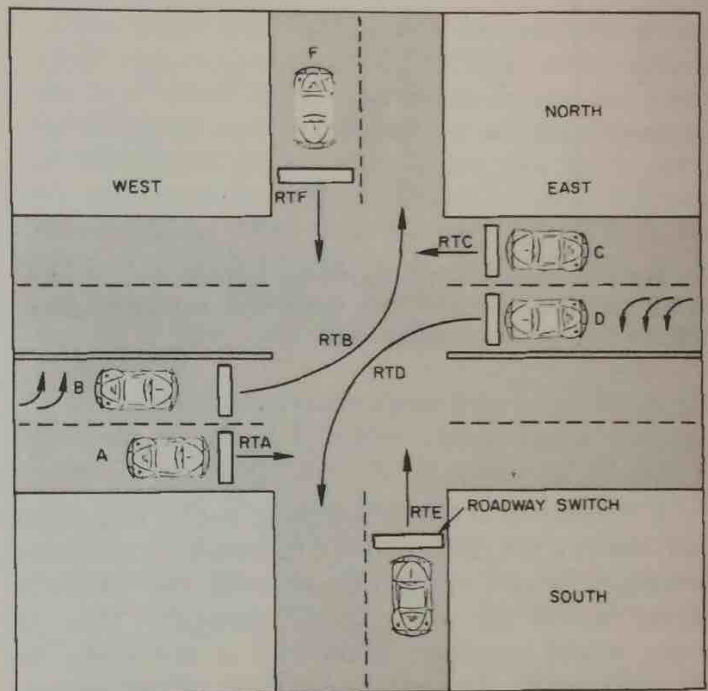 F
NORTH
WEST
EAST
RTF
RTC
C
D
RTB
RTD
B
A
RTA
RTE
ROADWAY SWITCH
SOUTH